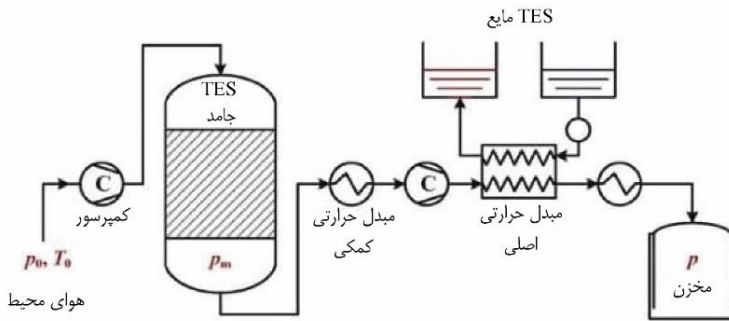 TES مایع
TES
جامد
C
کمپرسور
p₀, T₀
هوای محیط
pₘ
مبدل حرارتی
کمکی
C
مبدل حرارتی
اصلی
p
مخزن